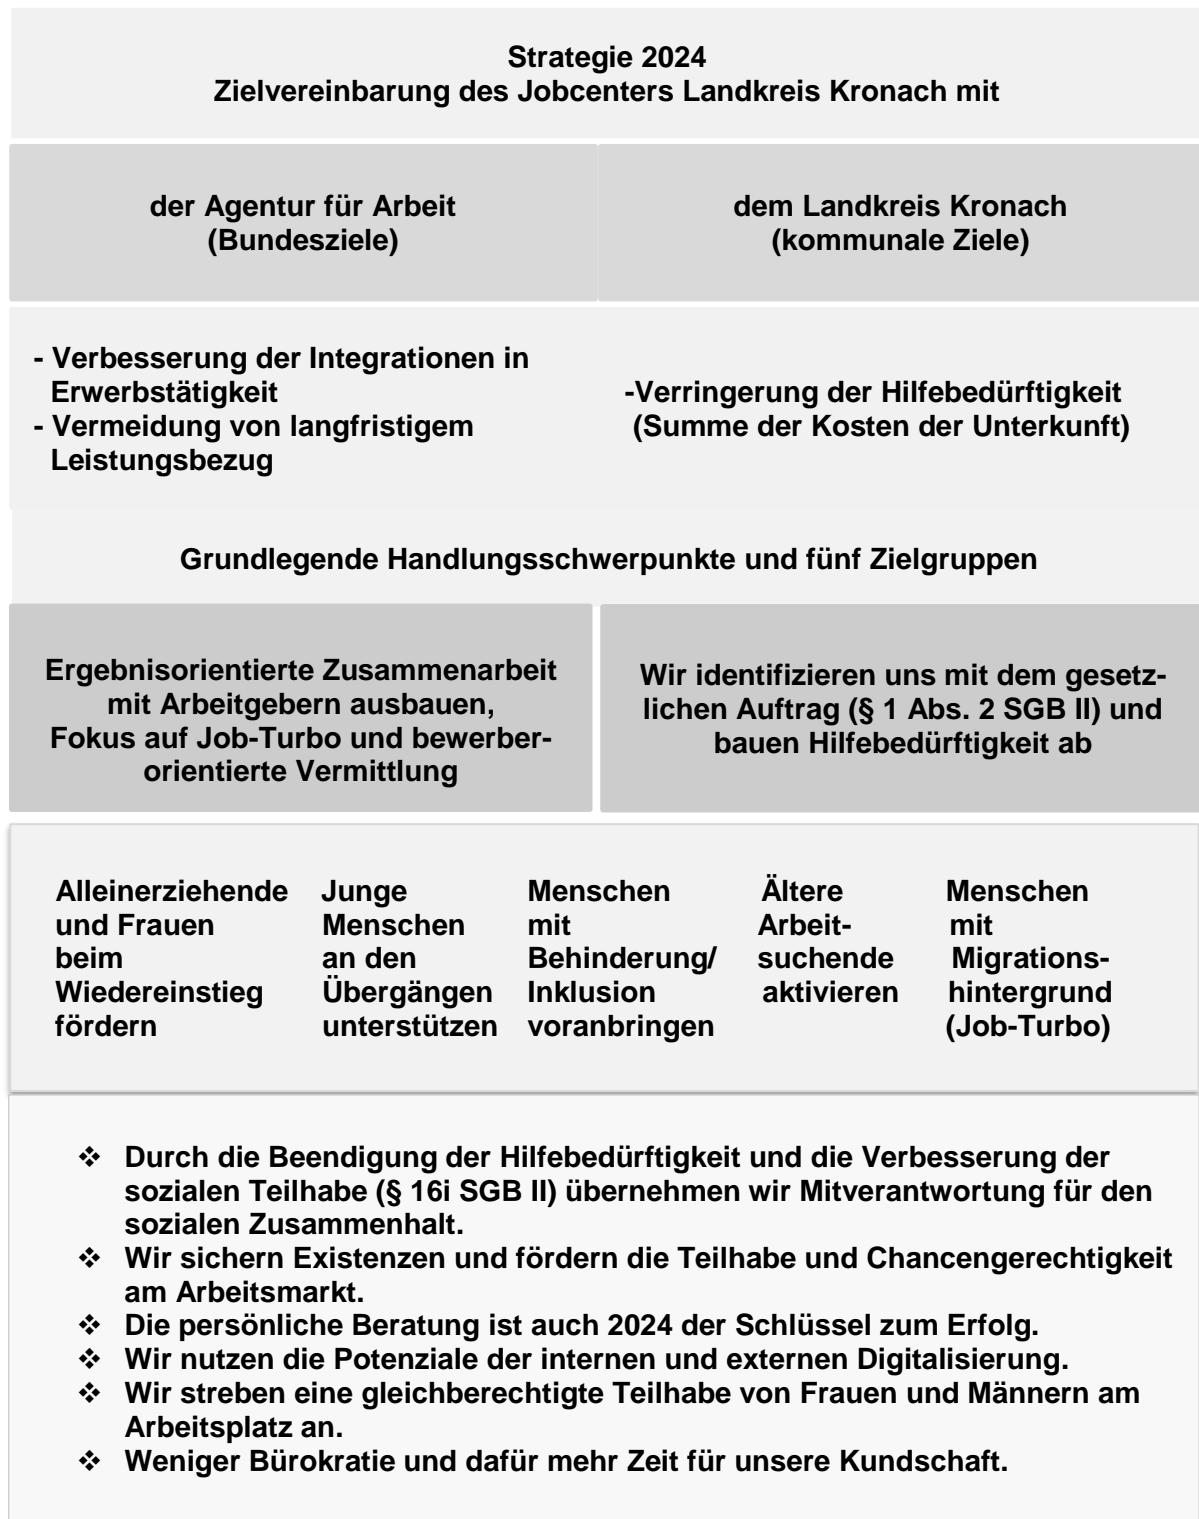 Strategie 2024
Zielvereinbarung des Jobcenters Landkreis Kronach mit
der Agentur für Arbeit
(Bundesziele)
dem Landkreis Kronach
(kommunale Ziele)
- Verbesserung der Integrationen in
Erwerbstätigkeit
- Vermeidung von langfristigem
Leistungsbezug
-Verringerung der Hilfebedürftigkeit
(Summe der Kosten der Unterkunft)
Grundlegende Handlungsschwerpunkte und fünf Zielgruppen
Ergebnisorientierte Zusammenarbeit
mit Arbeitgebern ausbauen,
Fokus auf Job-Turbo und bewerber-
orientierte Vermittlung
Wir identifizieren uns mit dem gesetz-
lichen Auftrag (§ 1 Abs. 2 SGB II) und
bauen Hilfebedürftigkeit ab
Alleinerziehende
und Frauen
beim
Wiedereinstieg
fördern
Junge
Menschen
an den
Übergängen
unterstützen
Menschen
mit
Behinderung/
Inklusion
voranbringen
Ältere
Arbeit-
suchende
aktivieren
Menschen
mit
Migrations-
hintergrund
(Job-Turbo)
❖ Durch die Beendigung der Hilfebedürftigkeit und die Verbesserung der
sozialen Teilhabe (§ 16i SGB II) übernehmen wir Mitverantwortung für den
sozialen Zusammenhalt.
❖ Wir sichern Existenzen und fördern die Teilhabe und Chancengerechtigkeit
am Arbeitsmarkt.
❖ Die persönliche Beratung ist auch 2024 der Schlüssel zum Erfolg.
❖ Wir nutzen die Potenziale der internen und externen Digitalisierung.
❖ Wir streben eine gleichberechtigte Teilhabe von Frauen und Männern am
Arbeitsplatz an.
❖ Weniger Bürokratie und dafür mehr Zeit für unsere Kundschaft.